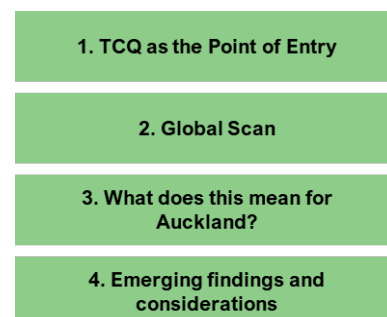 1. TCQ as the Point of Entry
2. Global Scan
3. What does this mean for
Auckland?
4. Emerging findings and
considerations